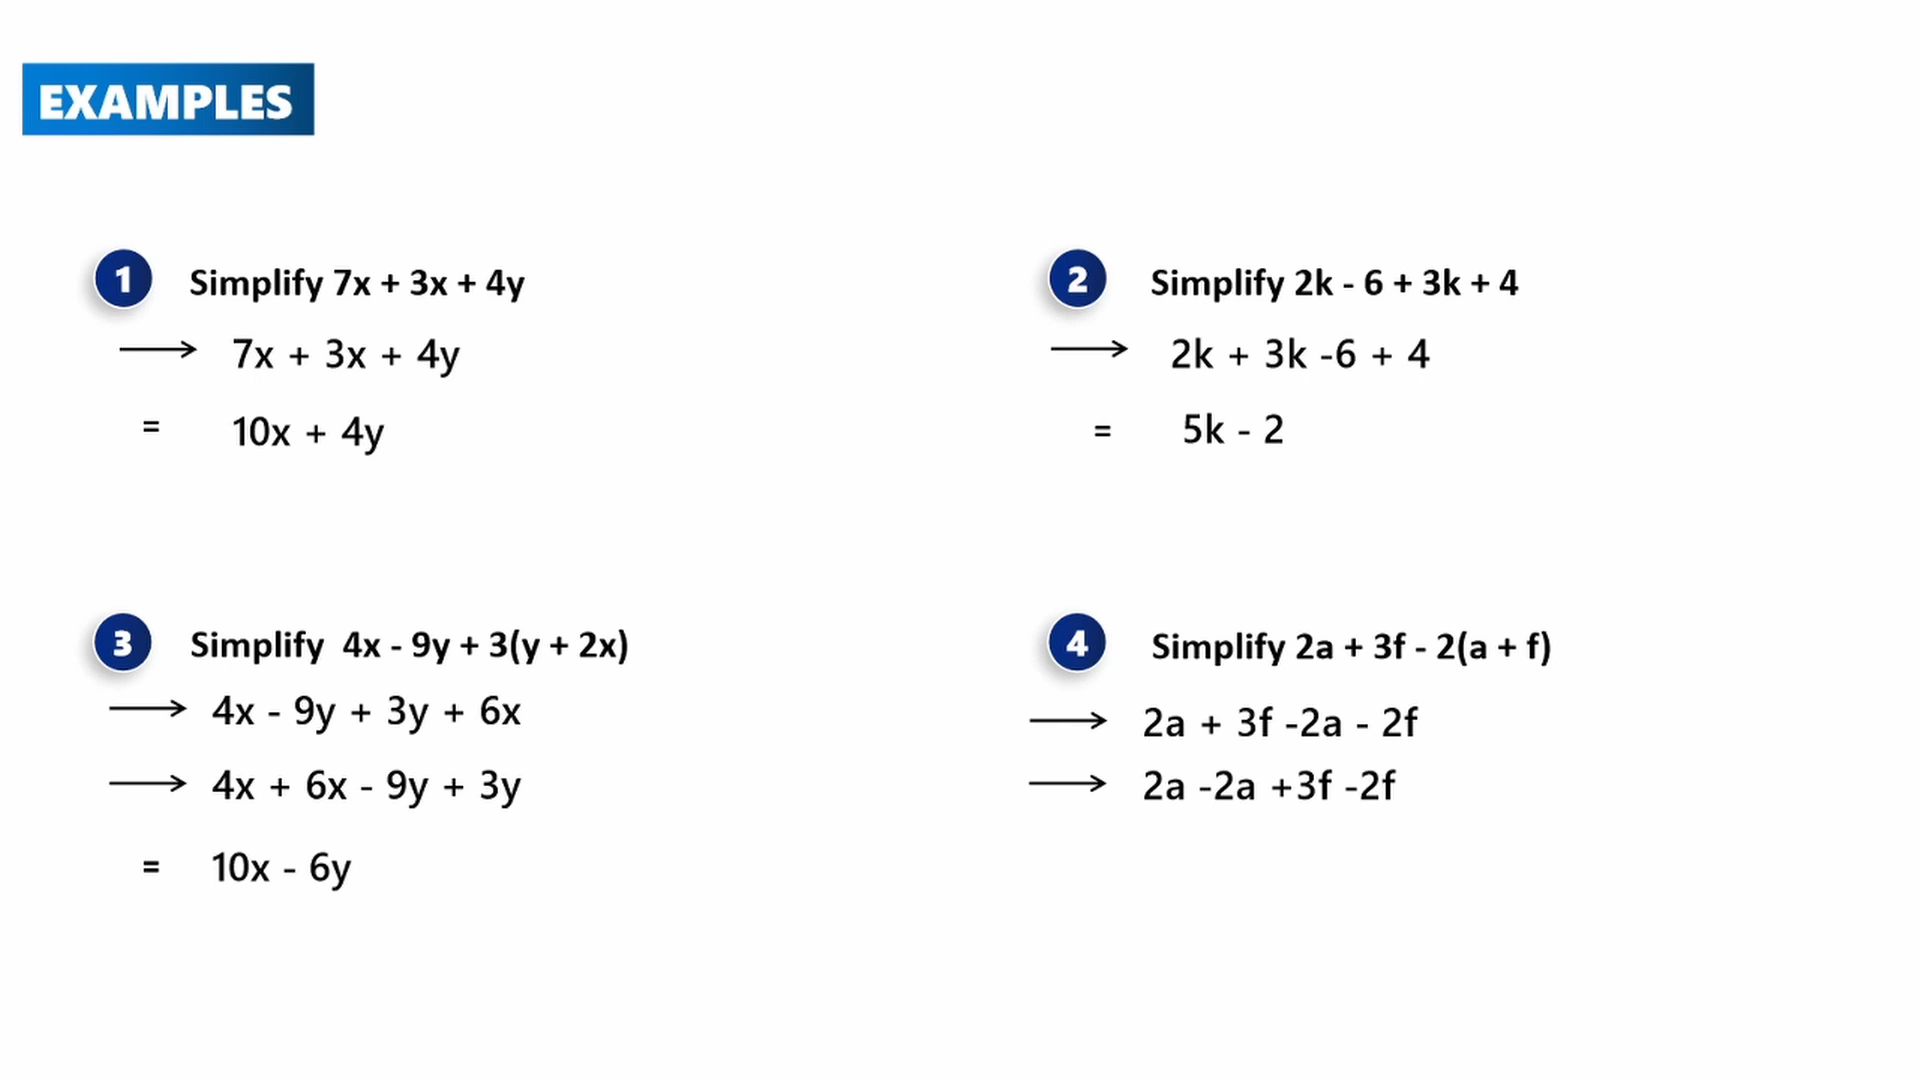 EXAMPLES
1 Simplify 7x + 3x + 4y
→ 7x + 3x + 4y
= 10x + 4y
2 Simplify 2k - 6 + 3k + 4
→ 2k + 3k -6 + 4
= 5k - 2
3 Simplify 4x - 9y + 3(y + 2x)
→ 4x - 9y + 3y + 6x
→ 4x + 6x - 9y + 3y
= 10x - 6y
4 Simplify 2a + 3f - 2(a + f)
→ 2a + 3f -2a - 2f
→ 2a -2a +3f -2f